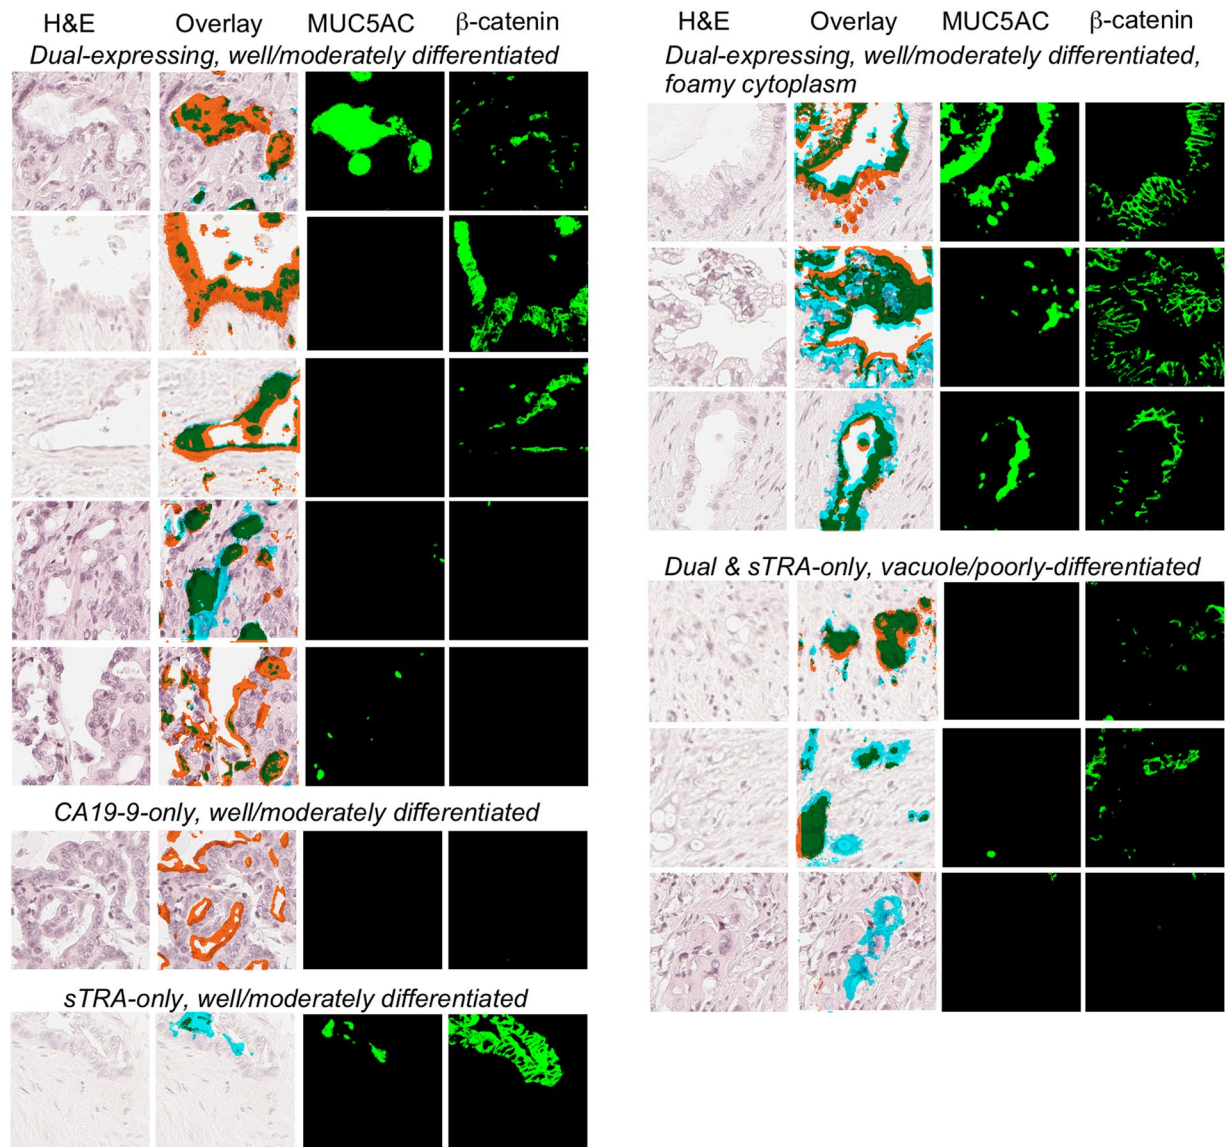 H&E Overlay MUC5AC β-catenin
Dual-expressing, well/moderately differentiated
CA19-9-only, well/moderately differentiated
sTRA-only, well/moderately differentiated
H&E Overlay MUC5AC β-catenin
Dual-expressing, well/moderately differentiated,
foamy cytoplasm
Dual & sTRA-only, vacuole/poorly-differentiated